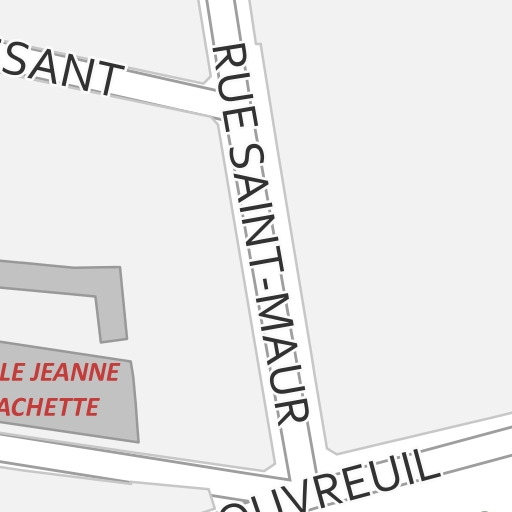 SANT
RUE SAINT-MAUR
LE JEANNE
ACHETTE
OUVREUIL